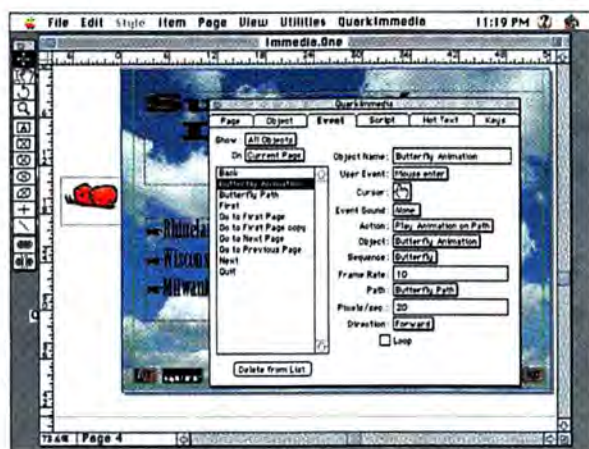 File Edit Style Item Page View Utilities QuarkImmedia 11:19 PM
Immedia.One
QuarkImmedia
Page Object Event Script Hot Text Keys
Show All Objects
On Current Page
Back
Butterfly Animation
Butterfly Path
First
Go to First Page
Go to First Page copy
Go to Next Page
Go to Previous Page
Next
Quit
Delete from List
Object Name: Butterfly Animation
User Event: Mouse enter
Cursor:
Event Sound: None
Action: Play Animation on Path
Object: Butterfly Animation
Sequence: Butterfly
Frame Rate: 10
Path: Butterfly Path
Pixels/sec.: 20
Direction: Forward
Loop
Rhinela
Wiscons
Milwauk
Page 4